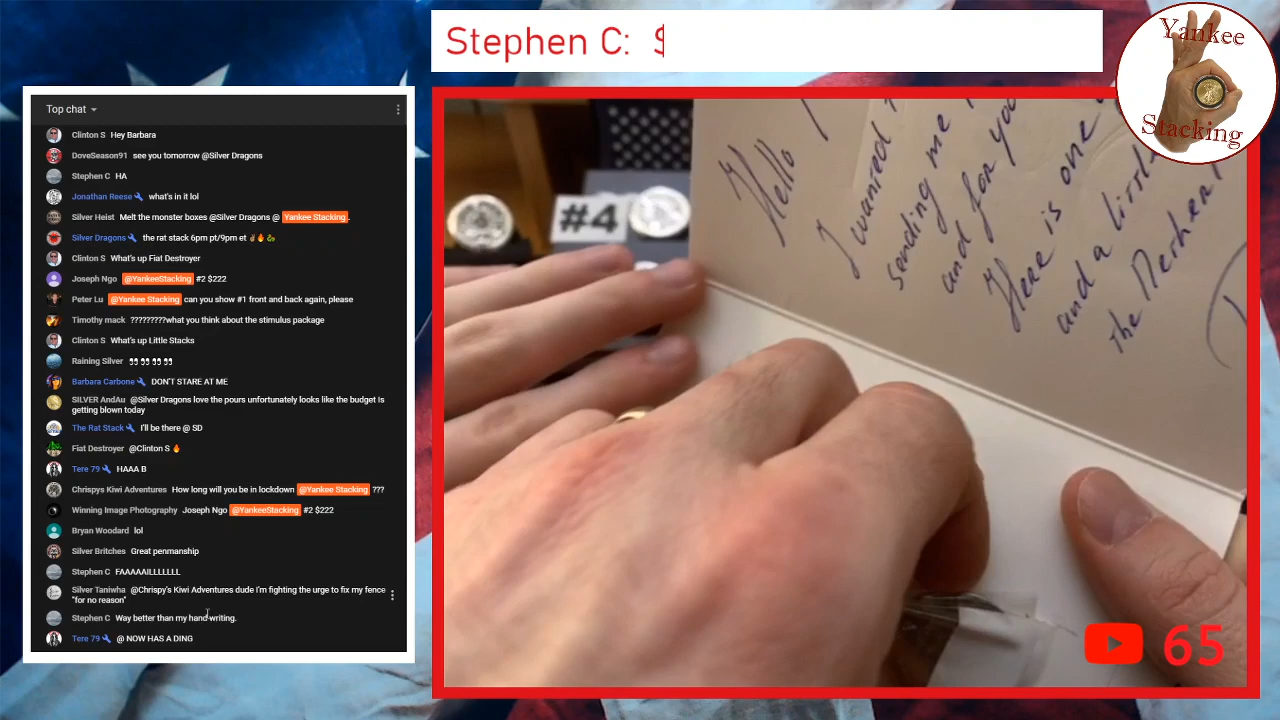 Stephen C: $
Yankee
Stacking
Top chat
Clinton S Hey Barbara
DoveSeason91 see you tomorrow @Silver Dragons
Stephen C HA
Jonathan Reese what's in it lol
Silver Heist Melt the monster boxes @Silver Dragons @ Yankee Stacking .
Silver Dragons the rat stack 6pm pt/9pm et ✌🔥🐉
Clinton S What's up Fiat Destroyer
Joseph Ngo @YankeeStacking #2 $222
Peter Lu @Yankee Stacking can you show #1 front and back again, please
Timothy mack ?????????what you think about the stimulus package
Clinton S What's up Little Stacks
Raining Silver 👀👀👀👀
Barbara Carbone DON'T STARE AT ME
SILVER AndAu @Silver Dragons love the pours unfortunately looks like the budget Is
getting blown today
The Rat Stack I'll be there @ SD
Fiat Destroyer @Clinton S 🔥
Tere 79 HAAA B
Chrispys Kiwi Adventures How long will you be in lockdown @Yankee Stacking ???
Winning Image Photography Joseph Ngo @YankeeStacking #2 $222
Bryan Woodard lol
Silver Britches Great penmanship
Stephen C FAAAAAILLLLLLL
Silver Taniwha @Chrispy's Kiwi Adventures dude I'm fighting the urge to fix my fence
"for no reason"
Stephen C Way better than my handwriting.
Tere 79 @ NOW HAS A DING
#4
Hello
I wanted
sending me
and for you
Here is one
and a little
the
65